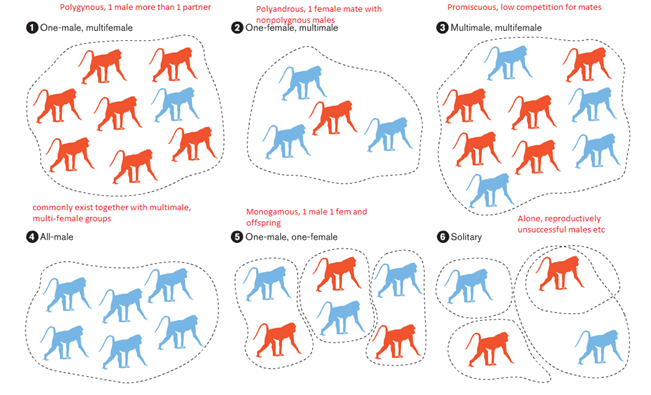 Polygynous, 1 male more than 1 partner
1 One-male, multifemale
Polyandrous, 1 female mate with
nonpolygnous males
2 One-female, multimale
Promiscuous, low competition for mates
3 Multimale, multifemale
commonly exist together with multimale,
multi-female groups
4 All-male
Monogamous, 1 male 1 fem and
offspring
5 One-male, one-female
Alone, reproductively
unsuccessful males etc
6 Solitary